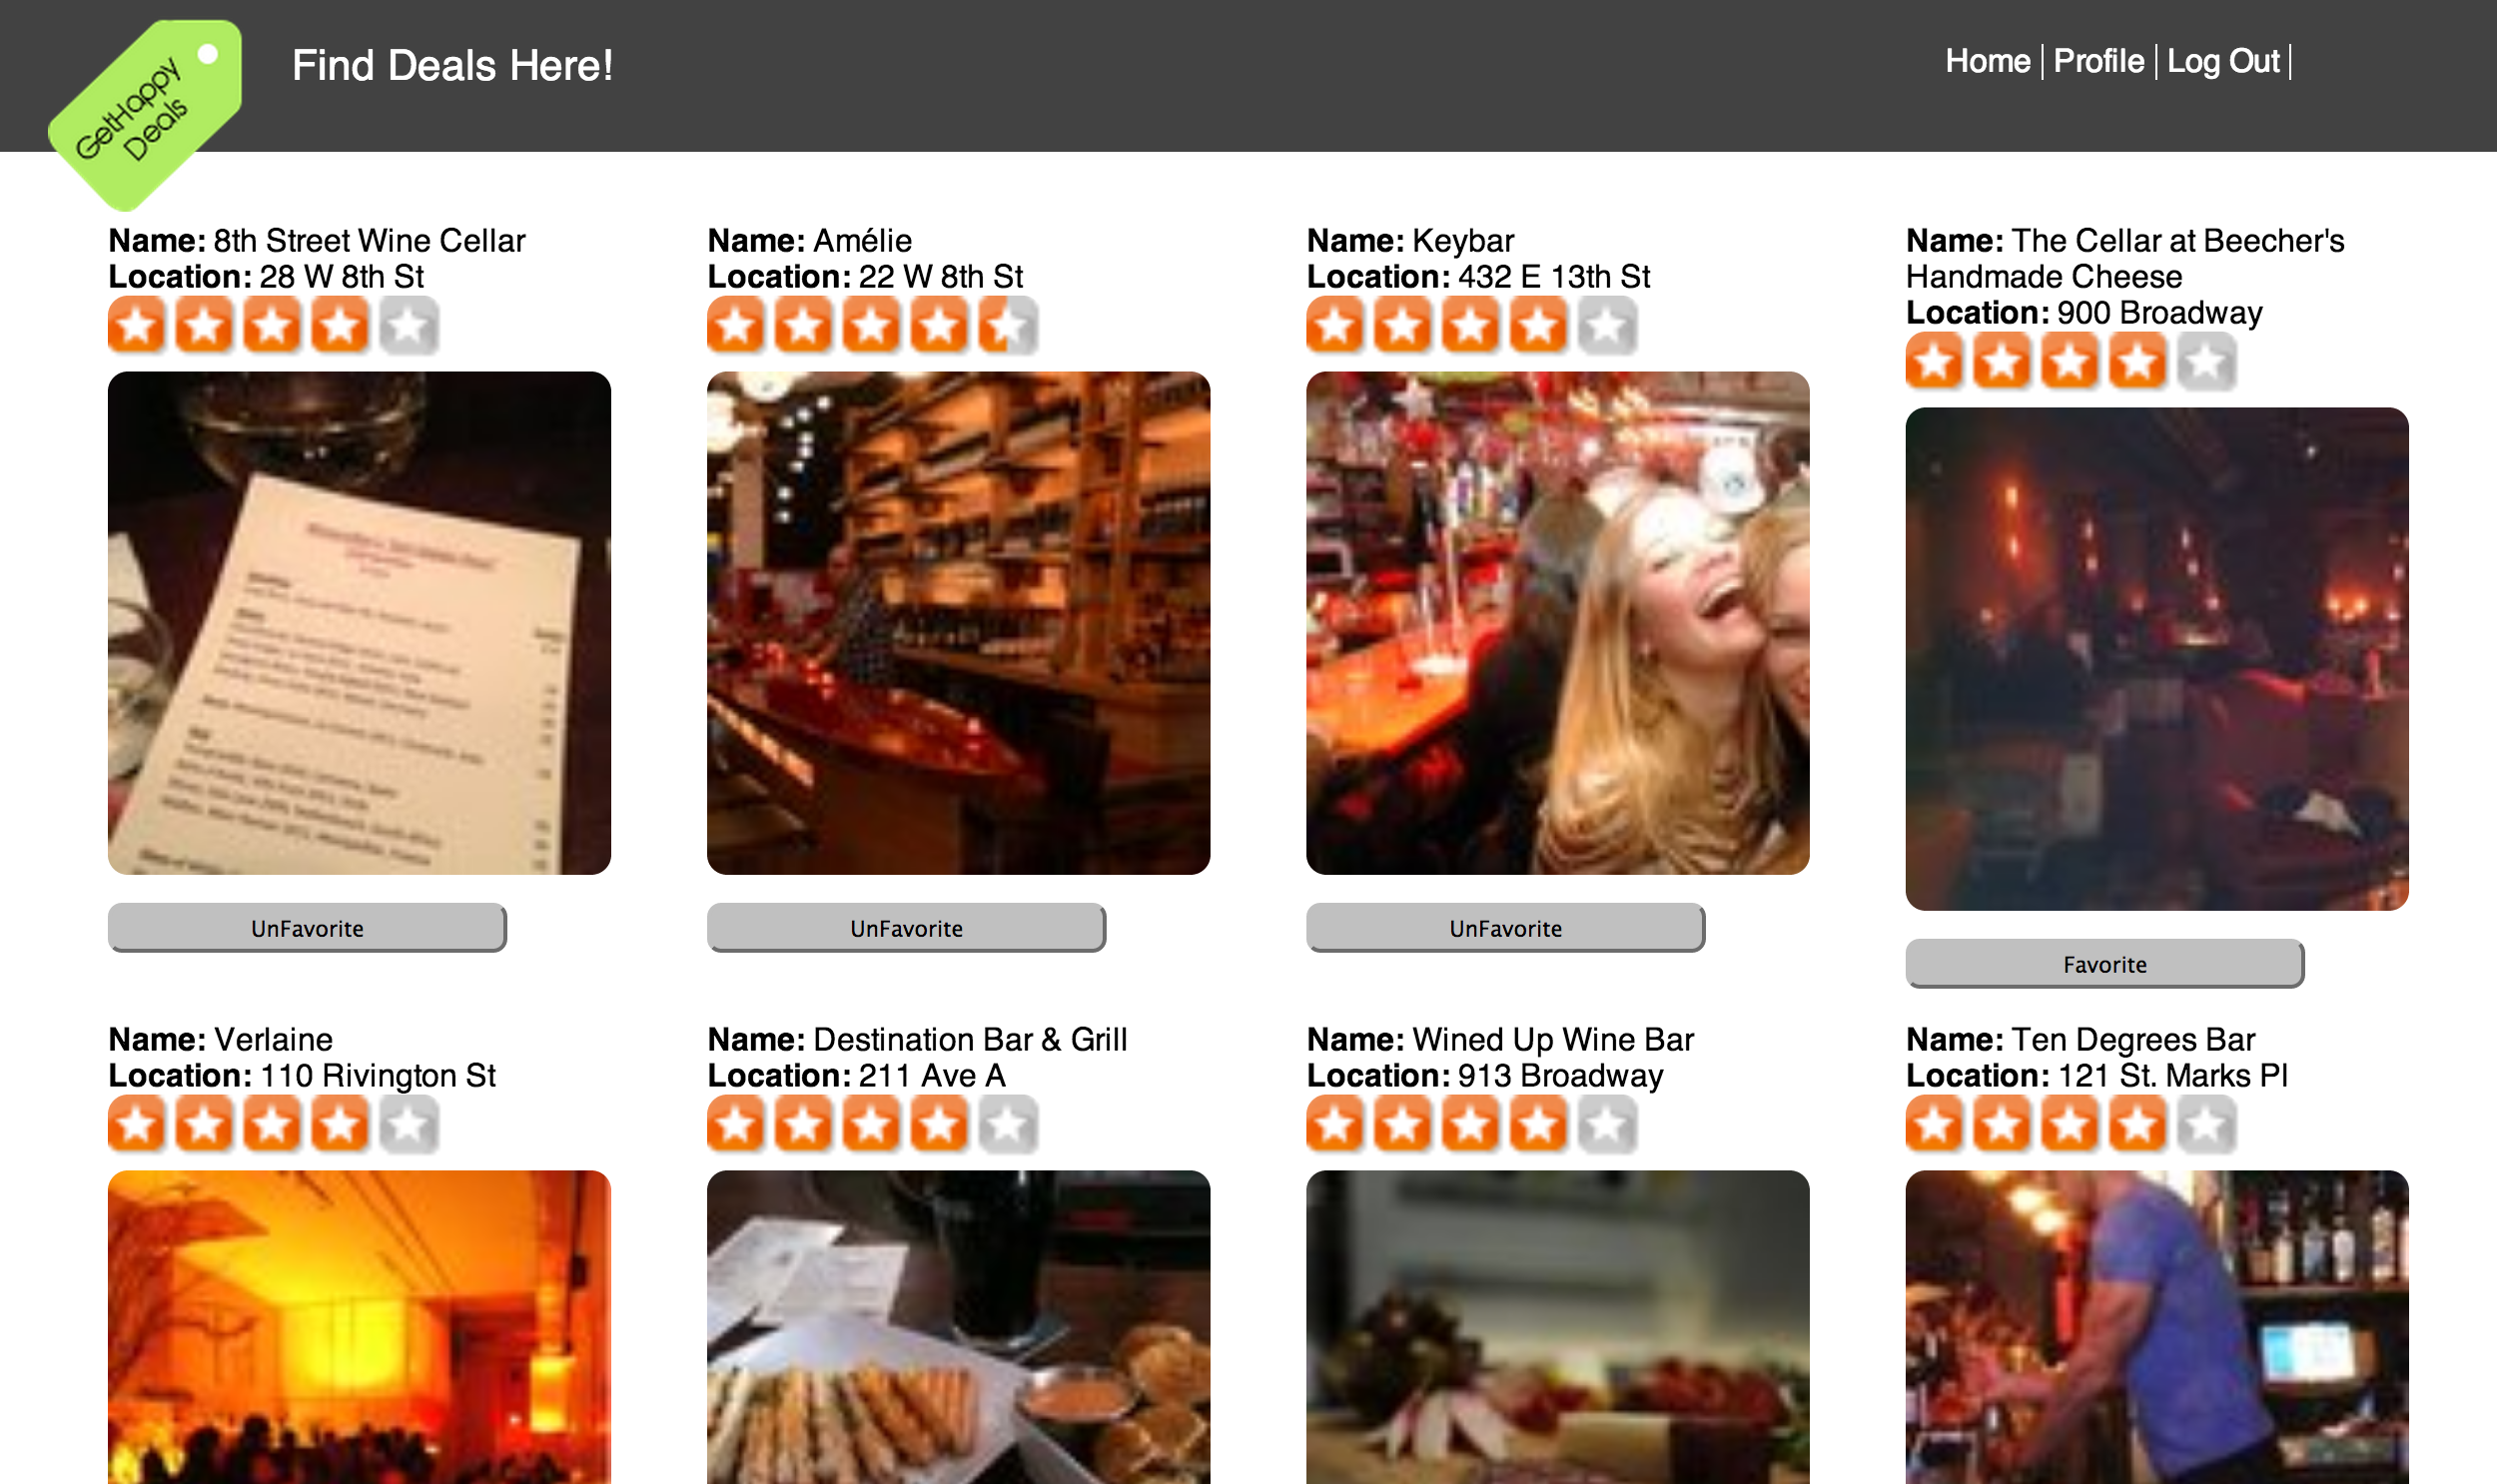 GetHappy
Deals
Find Deals Here!
Home | Profile | Log Out |
Name: 8th Street Wine Cellar
Location: 28 W 8th St
UnFavorite
Name: Amélie
Location: 22 W 8th St
UnFavorite
Name: Keybar
Location: 432 E 13th St
UnFavorite
Name: The Cellar at Beecher's
Handmade Cheese
Location: 900 Broadway
Favorite
Name: Verlaine
Location: 110 Rivington St
Name: Destination Bar & Grill
Location: 211 Ave A
Name: Wined Up Wine Bar
Location: 913 Broadway
Name: Ten Degrees Bar
Location: 121 St. Marks Pl